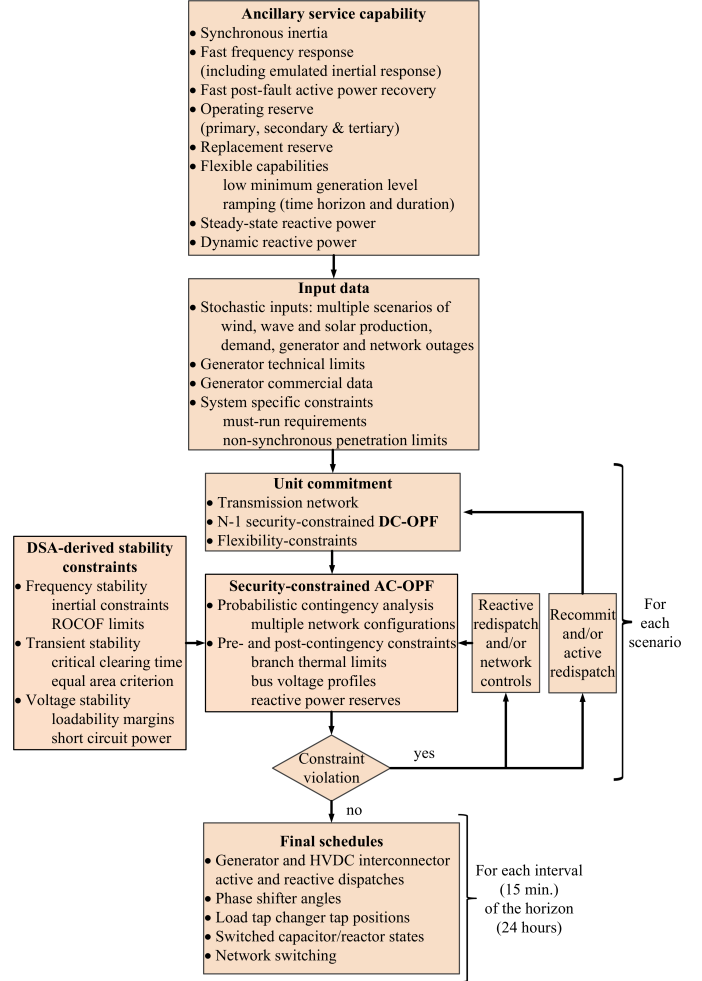 Ancillary service capability
● Synchronous inertia
● Fast frequency response
(including emulated inertial response)
● Fast post-fault active power recovery
● Operating reserve
(primary, secondary & tertiary)
● Replacement reserve
● Flexible capabilities
low minimum generation level
ramping (time horizon and duration)
● Steady-state reactive power
● Dynamic reactive power
Input data
● Stochastic inputs: multiple scenarios of
wind, wave and solar production,
demand, generator and network outages
● Generator technical limits
● Generator commercial data
● System specific constraints
must-run requirements
non-synchronous penetration limits
Unit commitment
● Transmission network
● N-1 security-constrained DC-OPF
● Flexibility-constraints
DSA-derived stability
constraints
● Frequency stability
inertial constraints
ROCOF limits
● Transient stability
critical clearing time
equal area criterion
● Voltage stability
loadability margins
short circuit power
Security-constrained AC-OPF
● Probabilistic contingency analysis
multiple network configurations
● Pre- and post-contingency constraints
branch thermal limits
bus voltage profiles
reactive power reserves
Reactive
redispatch
and/or
network
controls
Recommit
and/or
active
redispatch
For
each
scenario
Constraint
violation
yes
no
Final schedules
● Generator and HVDC interconnector
active and reactive dispatches
● Phase shifter angles
● Load tap changer tap positions
● Switched capacitor/reactor states
● Network switching
For each interval
(15 min.)
of the horizon
(24 hours)